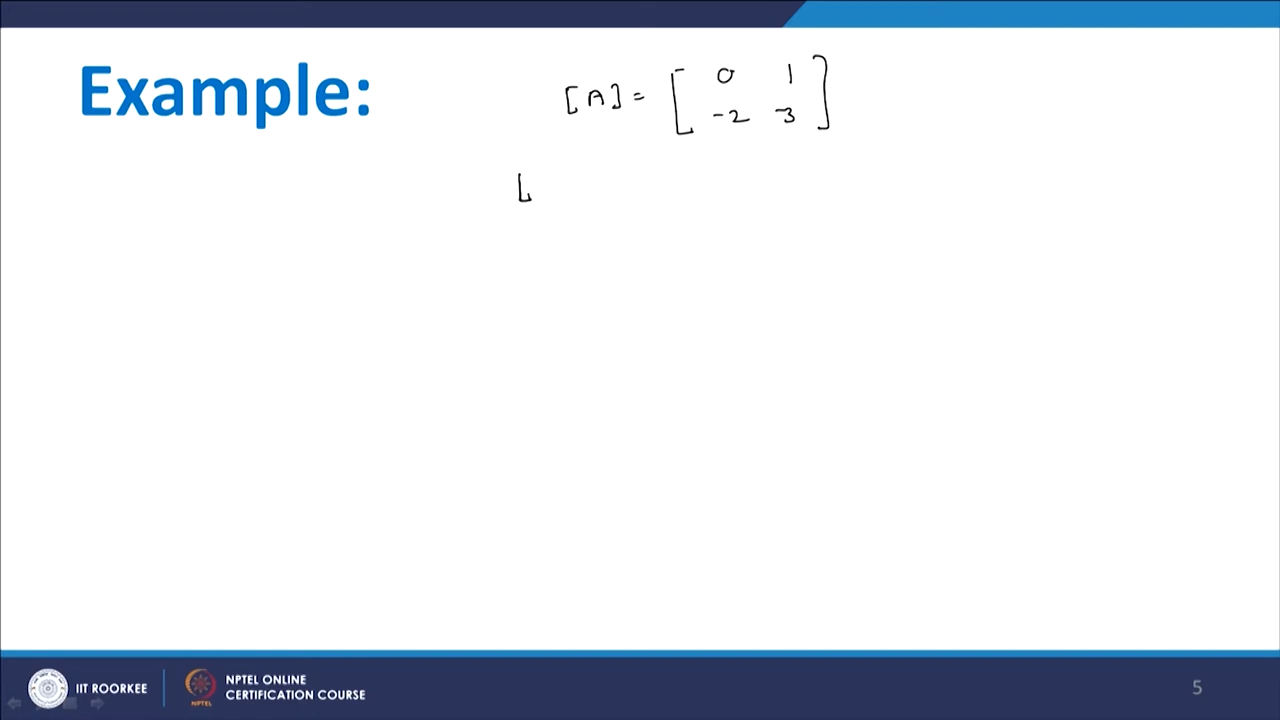 Example:
[A] = [ 0 1
-2 -3 ]
[
IIT ROORKEE
NPTEL ONLINE
CERTIFICATION COURSE
5